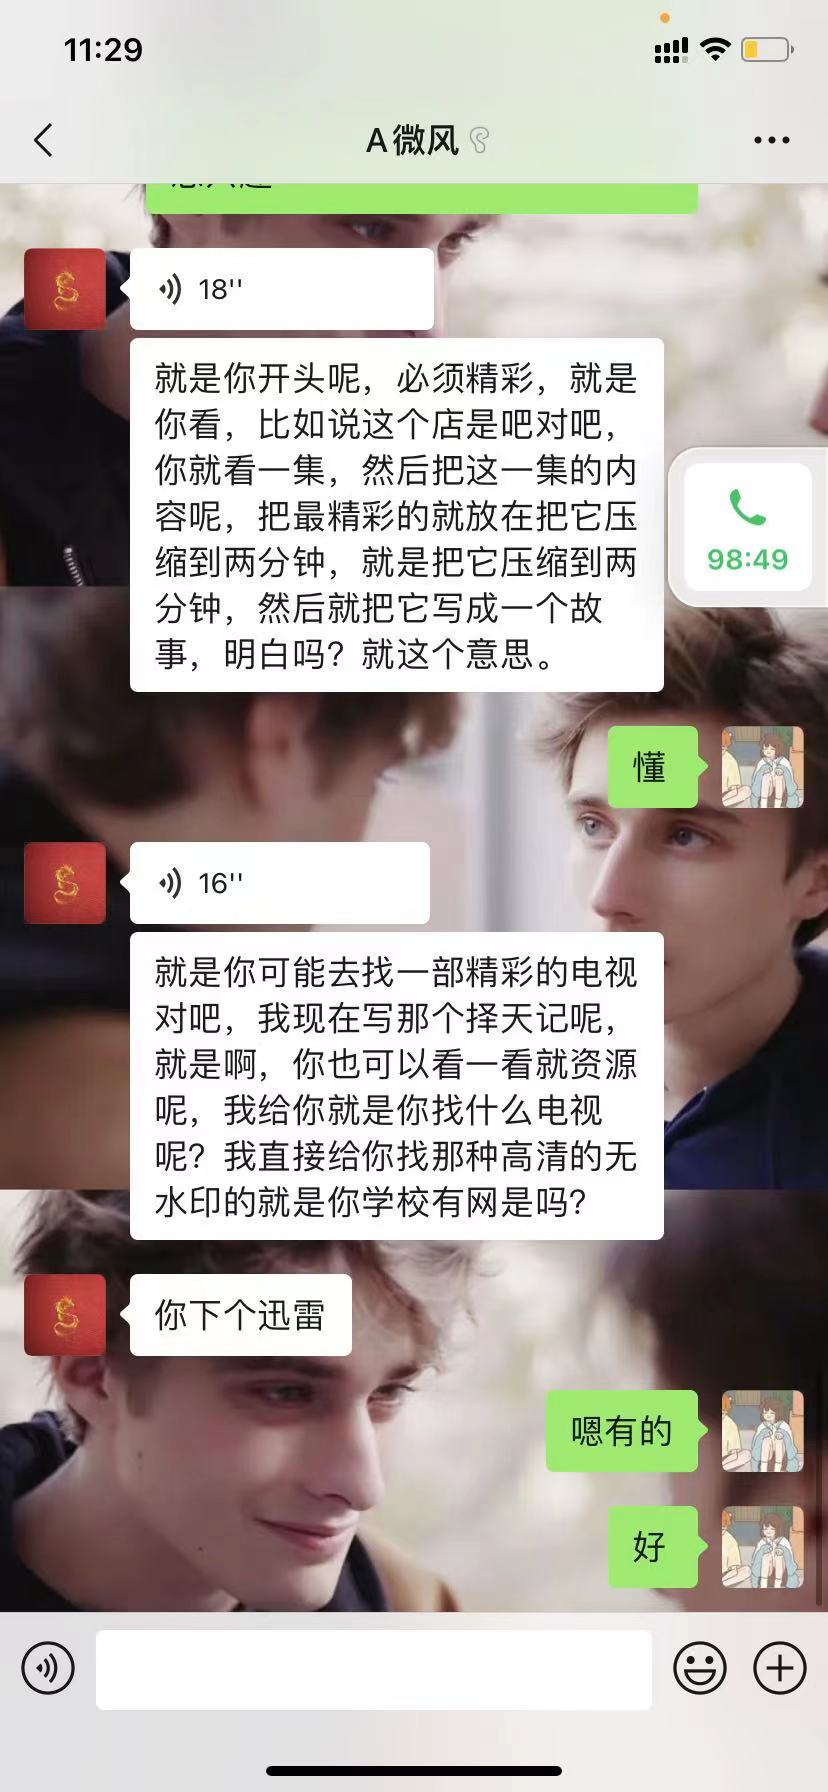 11:29
A微风
18''
就是你开头呢，必须精彩，就是
你看，比如说这个店是吧对吧，
你就看一集，然后把这一集的内
容呢，把最精彩的就放在把它压
缩到两分钟，就是把它压缩到两
分钟，然后就把它写成一个故
事，明白吗？就这个意思。
98:49
懂
16''
就是你可能去找一部精彩的电视
对吧，我现在写那个择天记呢，
就是啊，你也可以看一看就资源
呢，我给你就是你找什么电视
呢？我直接给你找那种高清的无
水印的就是你学校有网是吗？
你下个迅雷
嗯有的
好